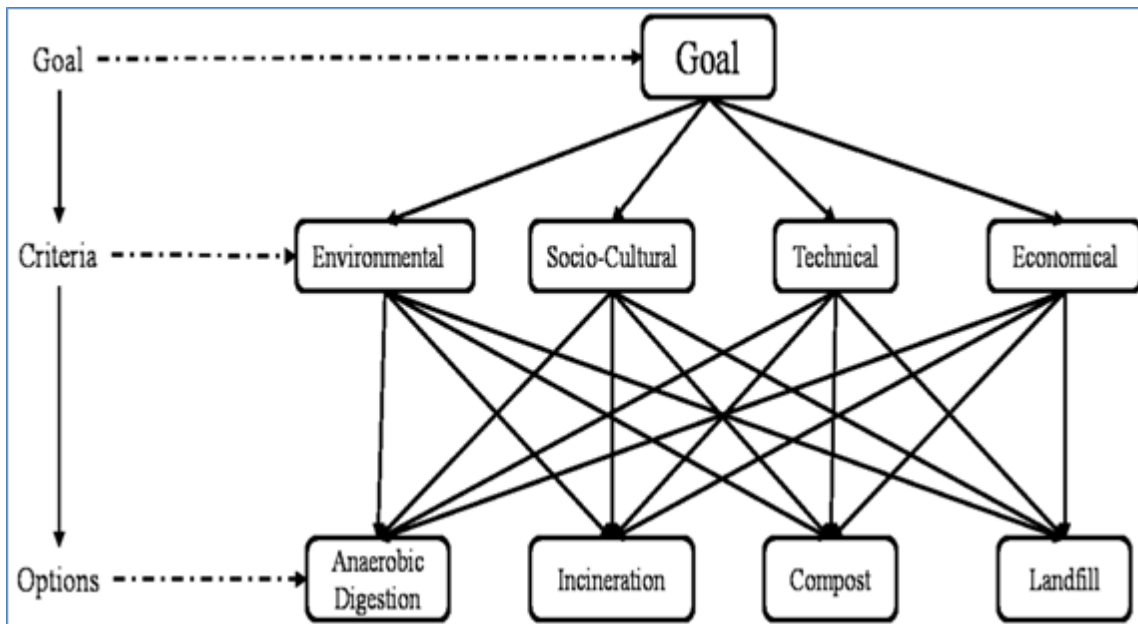 Goal
Goal
Criteria
Environmental
Socio-Cultural
Technical
Economical
Options
Anaerobic
Digestion
Incineration
Compost
Landfill